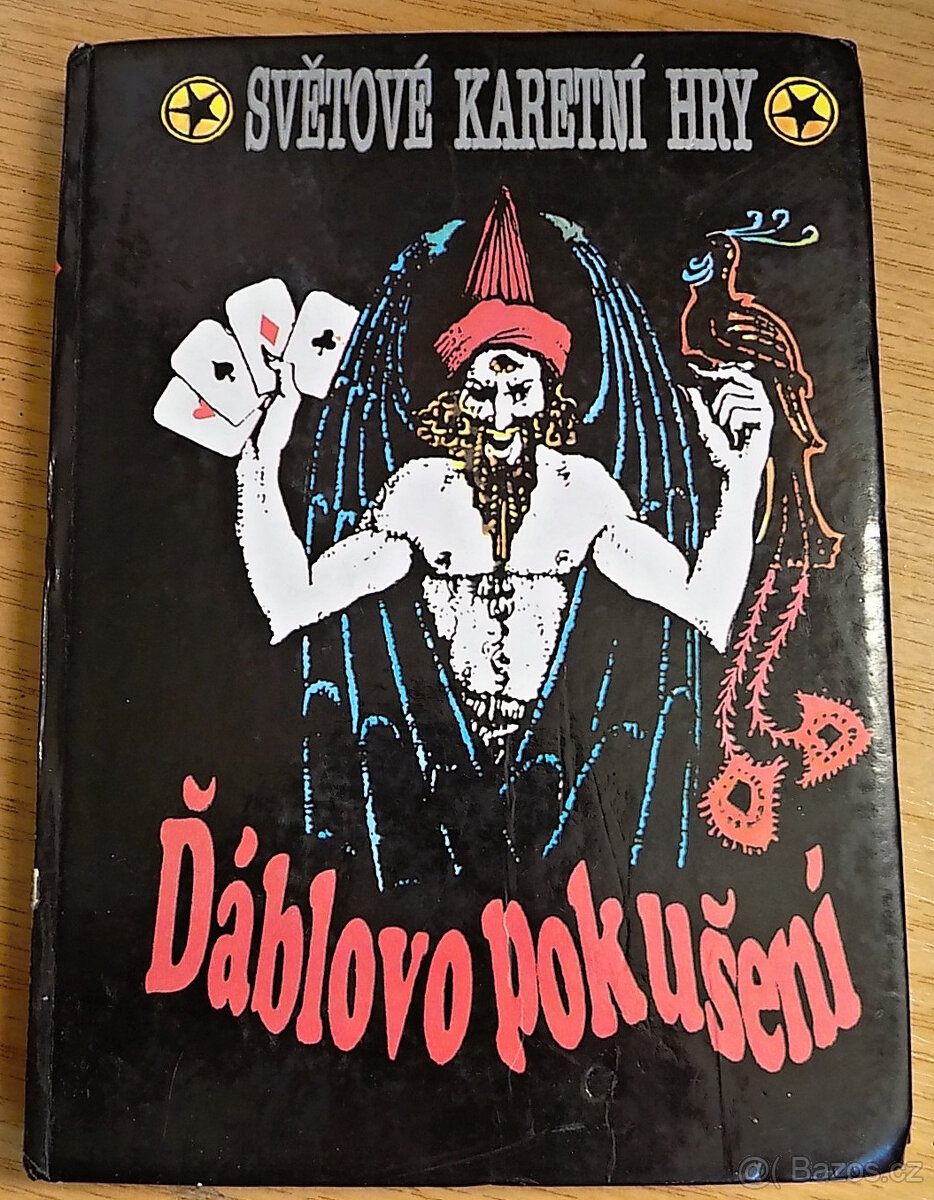 SVĚTOVÉ KARETNÍ HRY
Ďáblovo pokušení
@( Bazos.cz